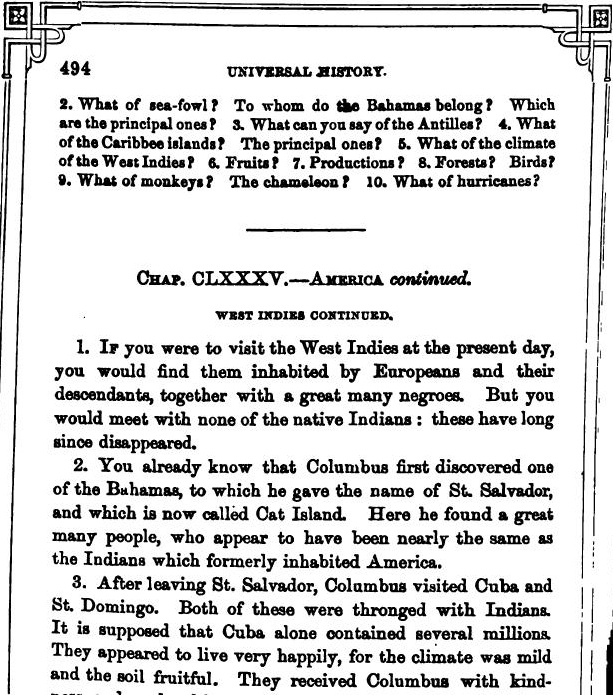 494 UNIVERSAL HISTORY.
2. What of sea-fowl? To whom do the Bahamas belong? Which
are the principal ones? 3. What can you say of the Antilles? 4. What
of the Caribbee islands? The principal ones? 5. What of the climate
of the West Indies? 6. Fruits? 7. Productions? 8. Forests? Birds?
9. What of monkeys? The chameleon? 10. What of hurricanes?
CHAP. CLXXXV.—AMERICA continued.
WEST INDIES CONTINUED.
1. IF you were to visit the West Indies at the present day,
you would find them inhabited by Europeans and their
descendants, together with a great many negroes. But you
would meet with none of the native Indians : these have long
since disappeared.
2. You already know that Columbus first discovered one
of the Bahamas, to which he gave the name of St. Salvador,
and which is now called Cat Island. Here he found a great
many people, who appear to have been nearly the same as
the Indians which formerly inhabited America.
3. After leaving St. Salvador, Columbus visited Cuba and
St. Domingo. Both of these were thronged with Indians.
It is supposed that Cuba alone contained several millions.
They appeared to live very happily, for the climate was mild
and the soil fruitful. They received Columbus with kind-